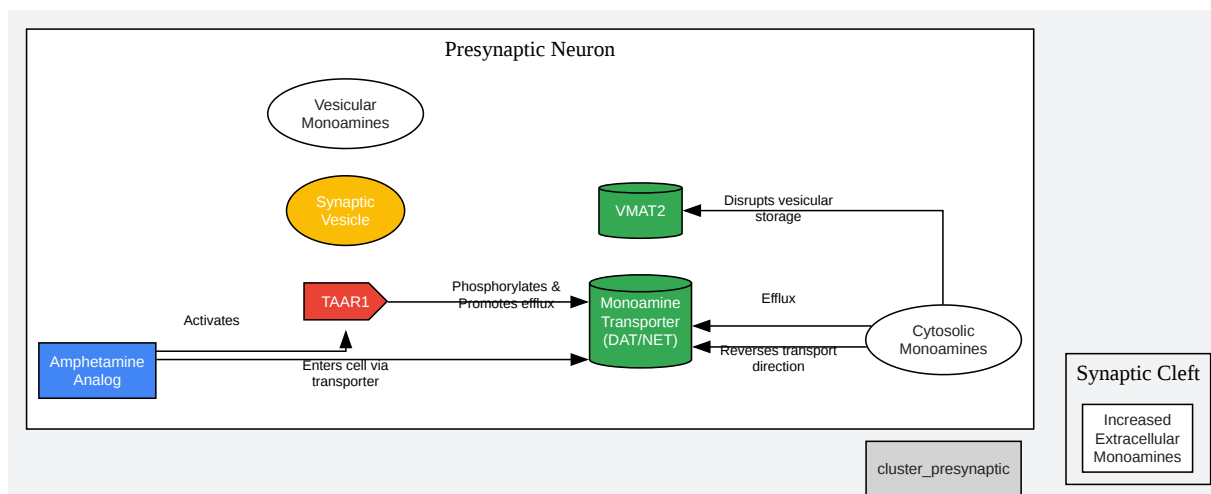 Presynaptic Neuron
Vesicular
Monoamines
Synaptic
Vesicle
VMAT2
Disrupts vesicular
storage
TAAR1
Phosphorylates &
Promotes efflux
Monoamine
Transporter
(DAT/NET)
Efflux
Reverses transport
direction
Cytosolic
Monoamines
Activates
Amphetamine
Analog
Enters cell via
transporter
Synaptic Cleft
Increased
Extracellular
Monoamines
cluster_presynaptic